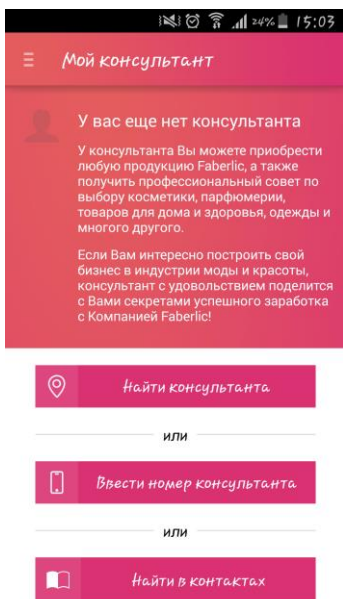 24% 15:03
Мой консультант
У вас еще нет консультанта
У консультанта Вы можете приобрести
любую продукцию Faberlic, а также
получить профессиональный совет по
выбору косметики, парфюмерии,
товаров для дома и здоровья, одежды и
многого другого.
Если Вам интересно построить свой
бизнес в индустрии моды и красоты,
консультант с удовольствием поделится
с Вами секретами успешного заработка
с Компанией Faberlic!
Найти консультанта
или
Ввести номер консультанта
или
Найти в контактах